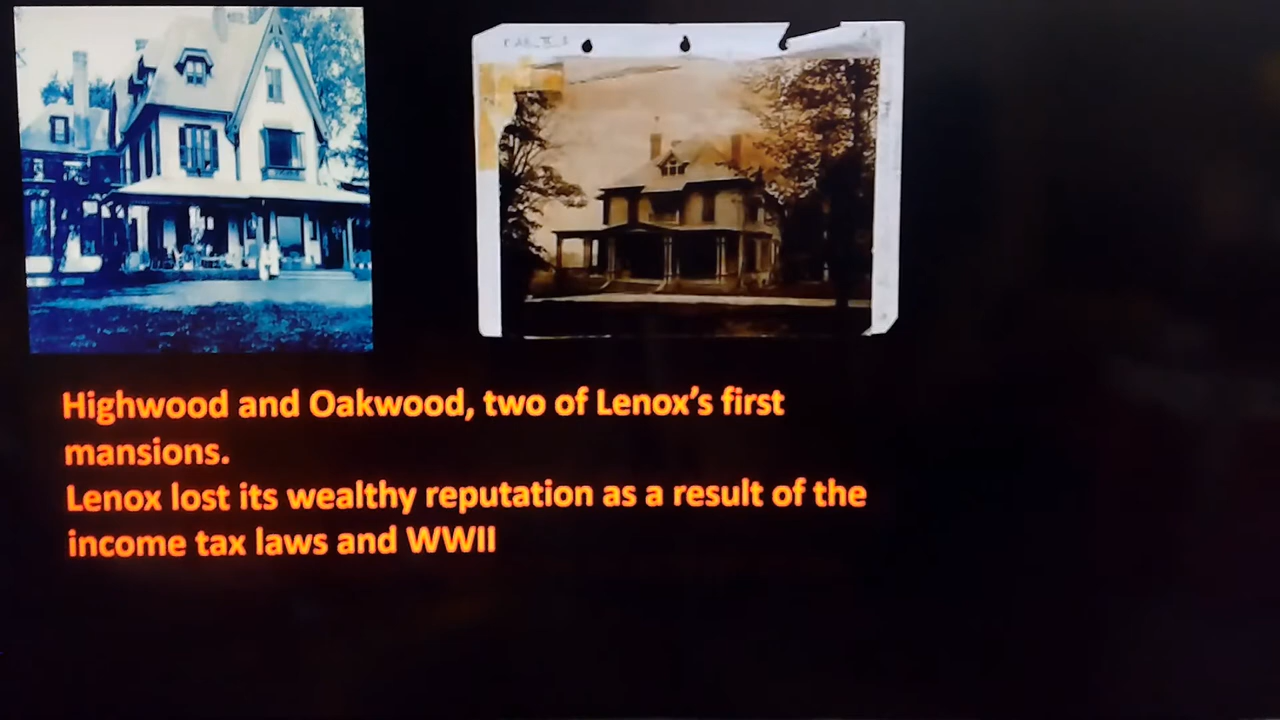 Highwood and Oakwood, two of Lenox's first
mansions.
Lenox lost its wealthy reputation as a result of the
income tax laws and WWII